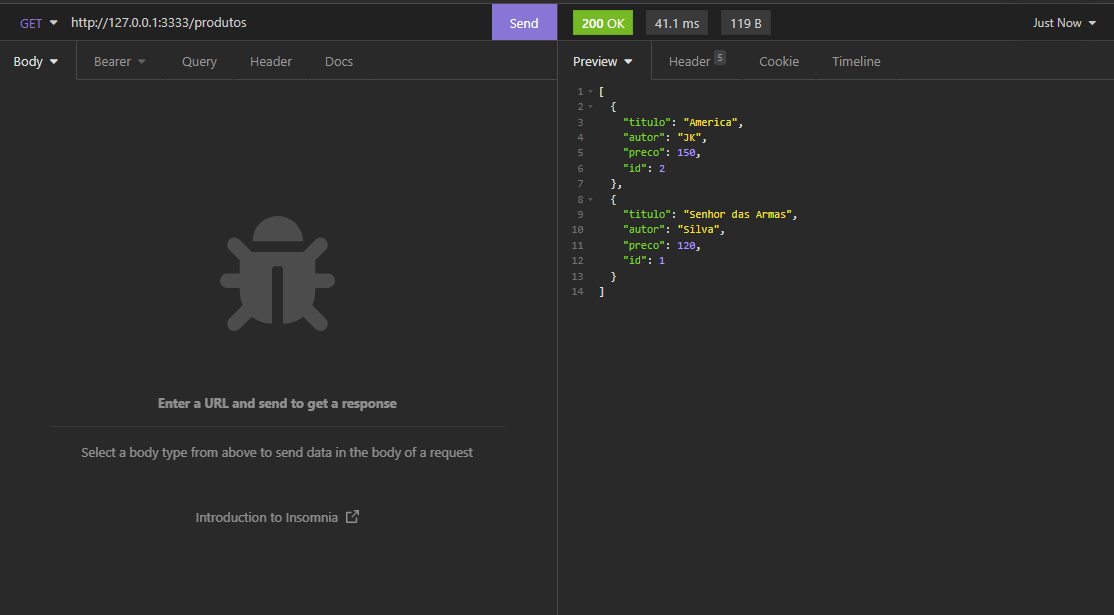 GET http://127.0.0.1:3333/produtos Send
Body Bearer Query Header Docs
Enter a URL and send to get a response
Select a body type from above to send data in the body of a request
Introduction to Insomnia
200 OK 41.1 ms 119 B Just Now
Preview Header 5 Cookie Timeline
1 [
2 {
3 "titulo": "America",
4 "autor": "JK",
5 "preco": 150,
6 "id": 2
7 },
8 {
9 "titulo": "Senhor das Armas",
10 "autor": "Silva",
11 "preco": 120,
12 "id": 1
13 }
14 ]